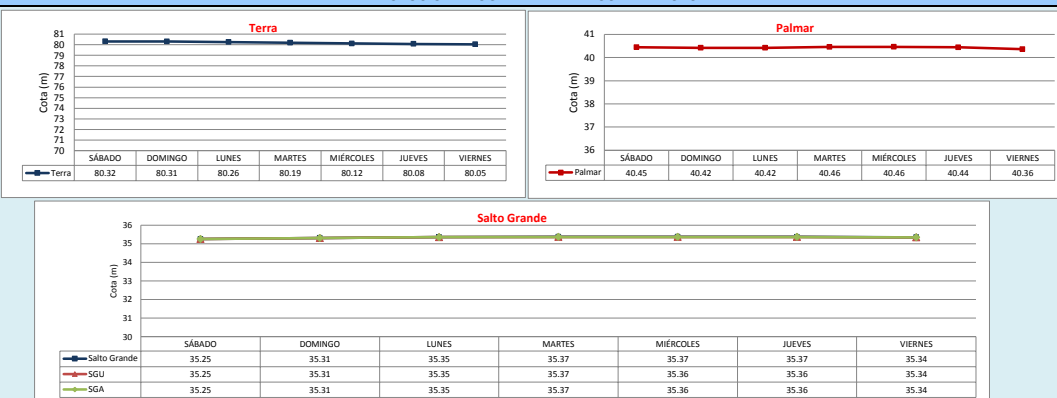 Terra
Cota (m)
81
80
79
78
77
76
75
74
73
72
71
70
SÁBADO DOMINGO LUNES MARTES MIÉRCOLES JUEVES VIERNES
Terra 80.32 80.31 80.26 80.19 80.12 80.08 80.05
Palmar
Cota (m)
41
40
39
38
37
36
SÁBADO DOMINGO LUNES MARTES MIÉRCOLES JUEVES VIERNES
Palmar 40.45 40.42 40.42 40.46 40.46 40.44 40.36
Salto Grande
Cota (m)
36
35
34
33
32
31
30
SÁBADO DOMINGO LUNES MARTES MIÉRCOLES JUEVES VIERNES
Salto Grande 35.25 35.31 35.35 35.37 35.37 35.37 35.34
SGU 35.25 35.31 35.35 35.37 35.36 35.36 35.34
SGA 35.25 35.31 35.35 35.37 35.36 35.36 35.34